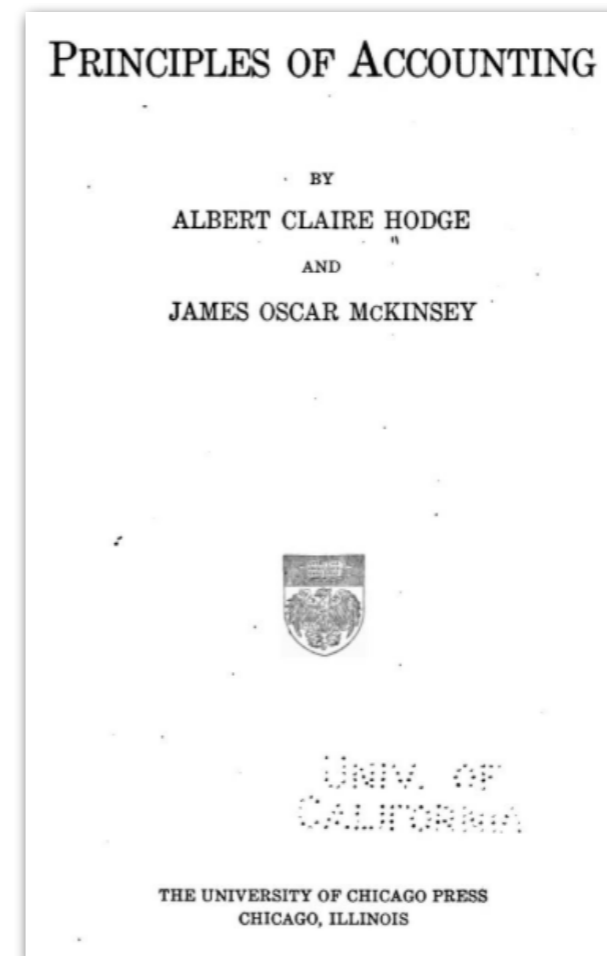 PRINCIPLES OF ACCOUNTING
BY
ALBERT CLAIRE HODGE
AND
JAMES OSCAR McKINSEY
UNIV. OF
CALIFORNIA
THE UNIVERSITY OF CHICAGO PRESS
CHICAGO, ILLINOIS